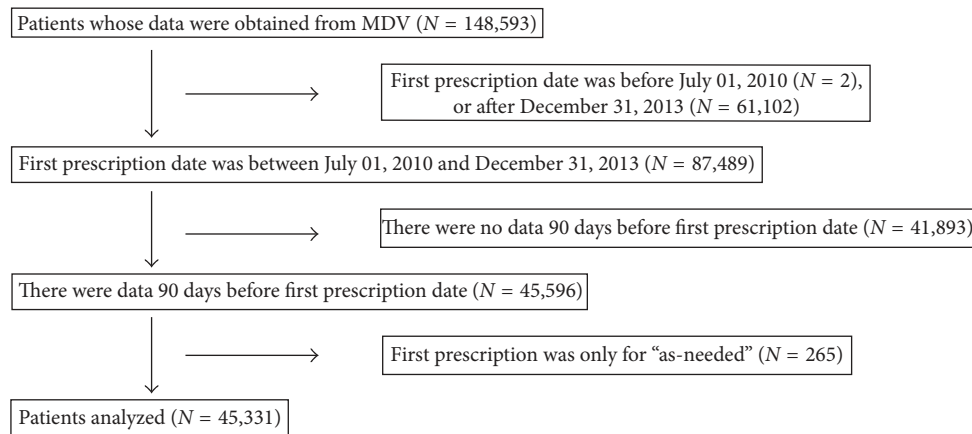 Patients whose data were obtained from MDV (N = 148,593)
First prescription date was before July 01, 2010 (N = 2),
or after December 31, 2013 (N = 61,102)
First prescription date was between July 01, 2010 and December 31, 2013 (N = 87,489)
There were no data 90 days before first prescription date (N = 41,893)
There were data 90 days before first prescription date (N = 45,596)
First prescription was only for “as-needed” (N = 265)
Patients analyzed (N = 45,331)